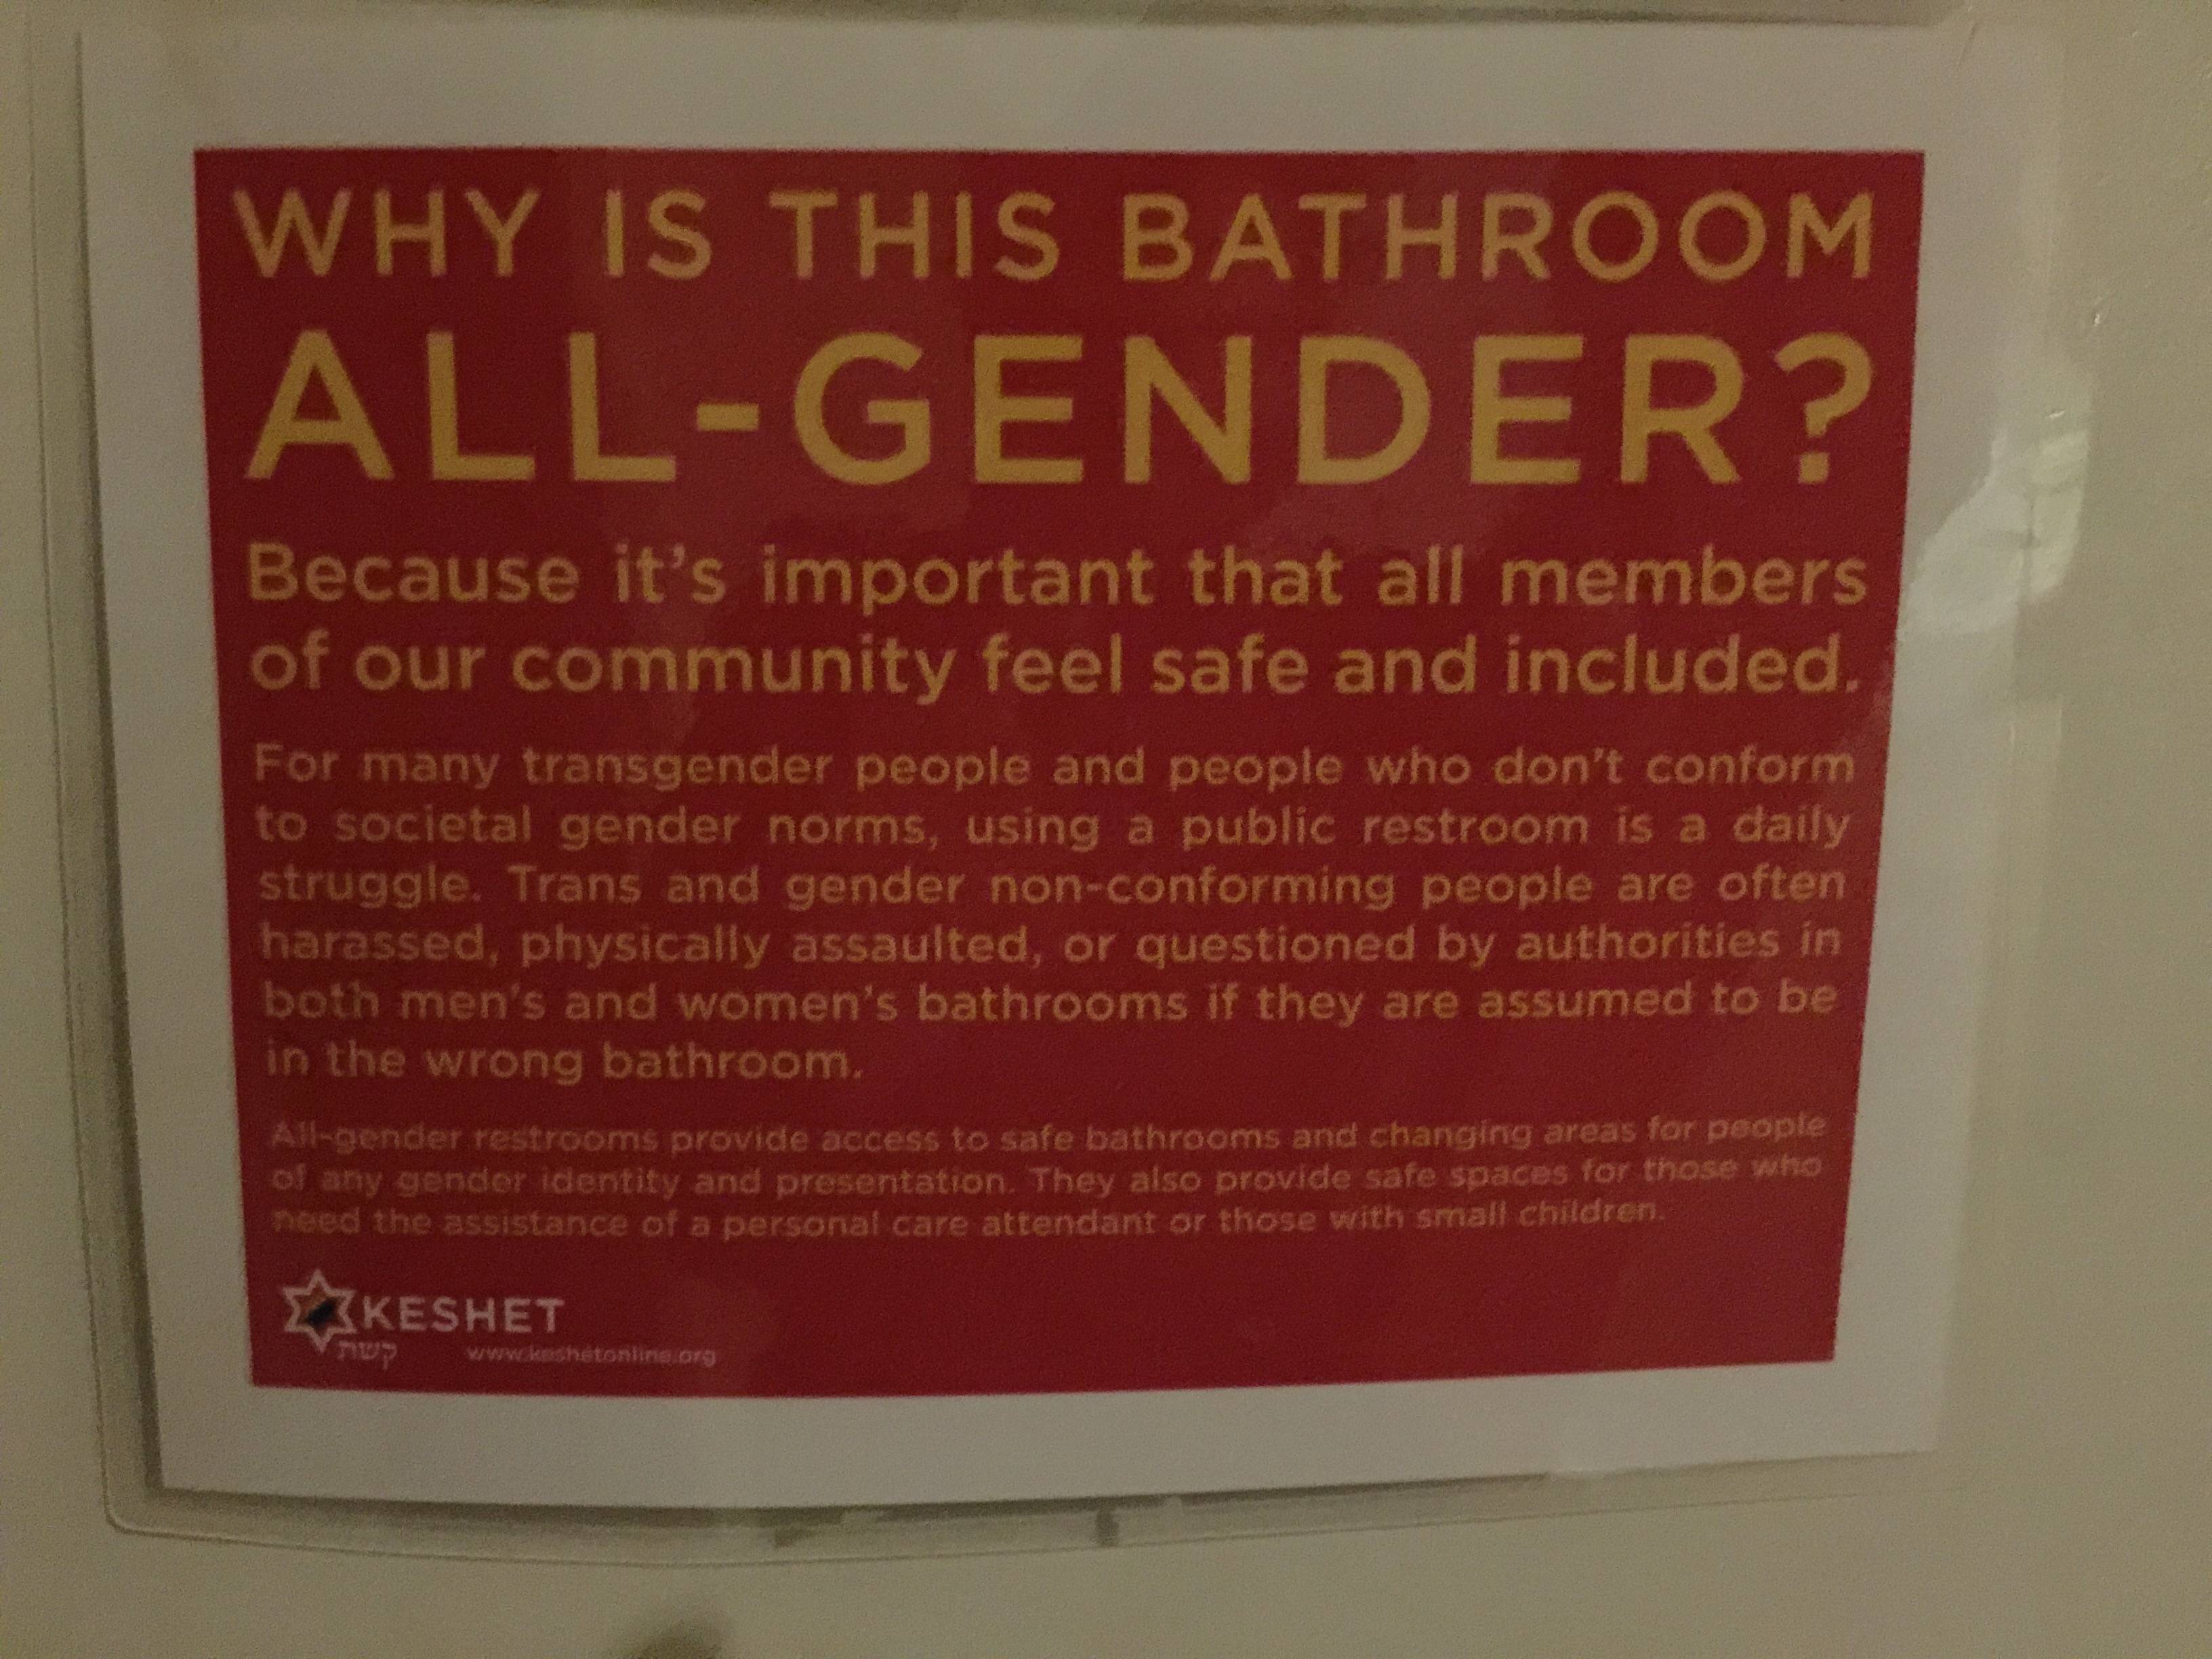 WHY IS THIS BATHROOM
ALL-GENDER?
Because it's important that all members
of our community feel safe and included.
For many transgender people and people who don't conform
to societal gender norms, using a public restroom is a daily
struggle. Trans and gender non-conforming people are often
harassed, physically assaulted, or questioned by authorities in
both men's and women's bathrooms if they are assumed to be
in the wrong bathroom.
All-gender restrooms provide access to safe bathrooms and changing areas for people
of any gender identity and presentation. They also provide safe spaces for those who
need the assistance of a personal care attendant or those with small children.
KESHET
קשת www.keshetonline.org